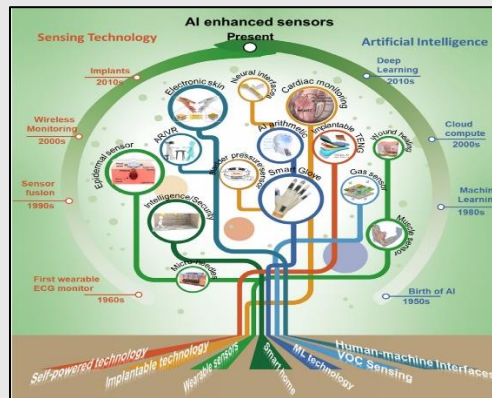 AI enhanced sensors
Present
Sensing Technology
Artificial Intelligence
Implants
2010s
Wireless
Monitoring
2000s
Sensor
fusion
1990s
First wearable
ECG monitor
1960s
Deep
Learning
2010s
Cloud
compute
2000s
Machine
Learning
1980s
Birth of AI
1950s
Electronic skin
Neural interfaces
Cardiac monitoring
AR/VR
AI arithmetic
Implantable TENG
Wound healing
Epidermal sensor
Bladder pressure sensor
Smart Glove
Gas sensor
Intelligence/Security
Muscle sensor
Micro-needles
Self-powered technology
Implantable technology
Wearable sensors
Smart home
ML technology
VOC Sensing
Human-machine Interfaces